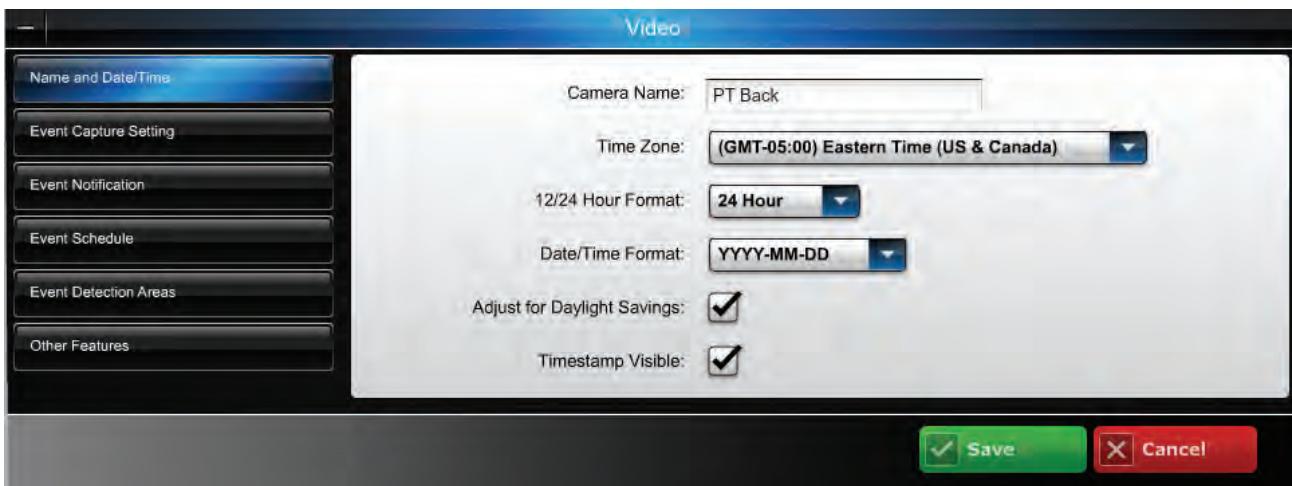 Video
Name and Date/Time
Event Capture Setting
Event Notification
Event Schedule
Event Detection Areas
Other Features
Camera Name: PT Back
Time Zone: (GMT-05:00) Eastern Time (US & Canada)
12/24 Hour Format: 24 Hour
Date/Time Format: YYYY-MM-DD
Adjust for Daylight Savings:
Timestamp Visible:
Save
Cancel